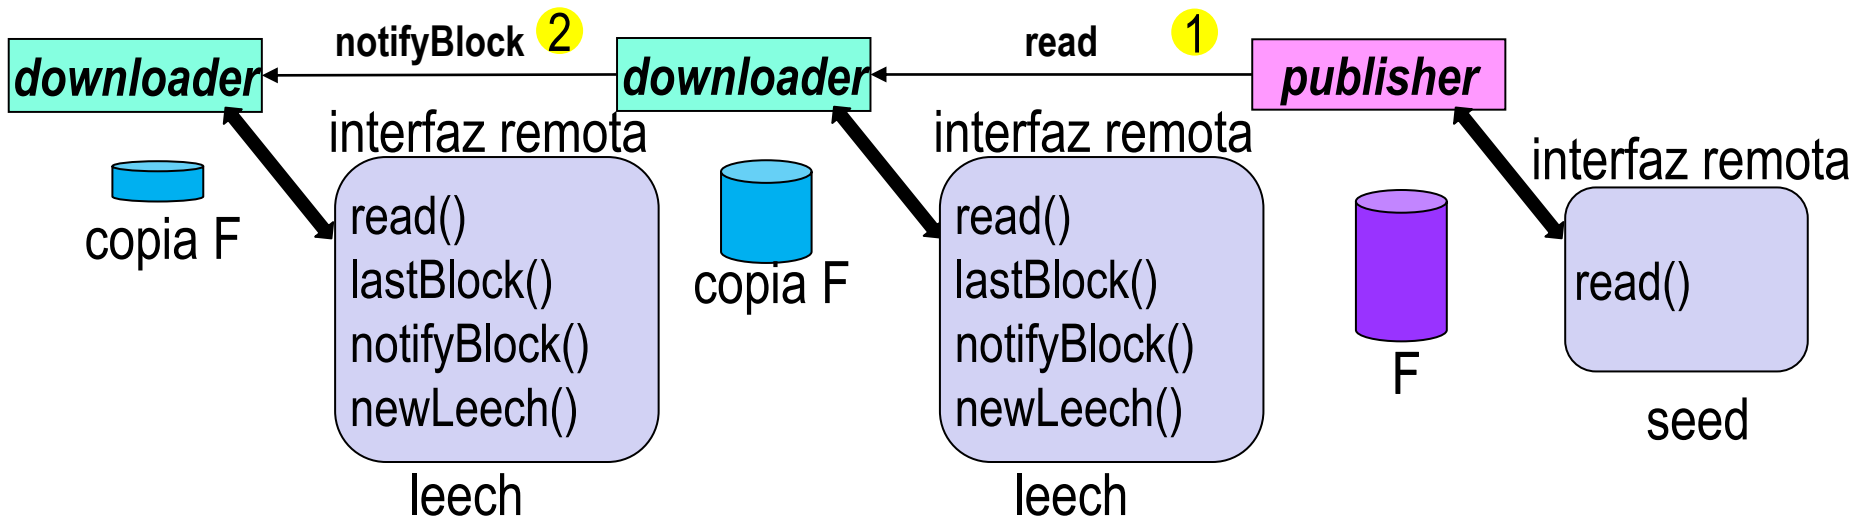 notifyBlock 2
read 1
downloader
downloader
publisher
interfaz remota
interfaz remota
interfaz remota
copia F
read()
lastBlock()
notifyBlock()
newLeech()
leech
copia F
read()
lastBlock()
notifyBlock()
newLeech()
leech
F
read()
seed